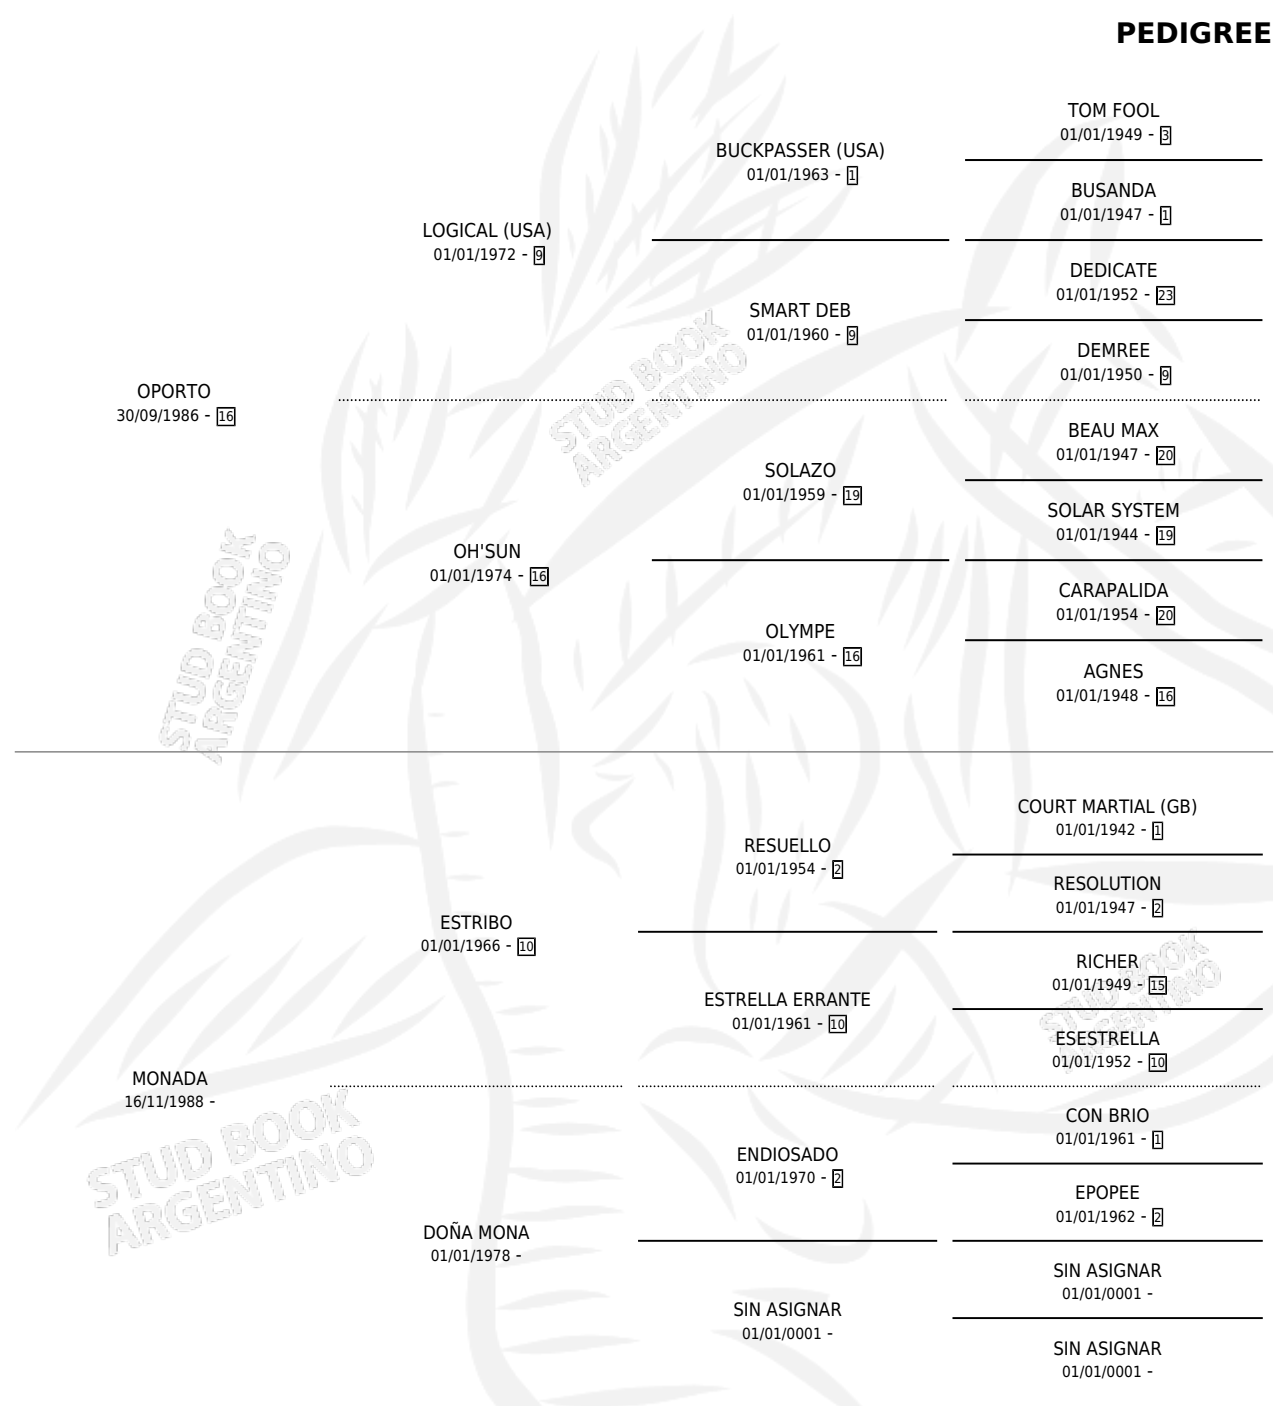 PEDIGREE
TOM FOOL
01/01/1949 - 3
BUCKPASSER (USA)
01/01/1963 - 1
BUSANDA
01/01/1947 - 1
LOGICAL (USA)
01/01/1972 - 9
DEDICATE
01/01/1952 - 23
SMART DEB
01/01/1960 - 9
DEMREE
01/01/1950 - 9
OPORTO
30/09/1986 - 16
BEAU MAX
01/01/1947 - 20
SOLAZO
01/01/1959 - 19
SOLAR SYSTEM
01/01/1944 - 19
OH'SUN
01/01/1974 - 16
CARAPALIDA
01/01/1954 - 20
OLYMPE
01/01/1961 - 16
AGNES
01/01/1948 - 16
COURT MARTIAL (GB)
01/01/1942 - 1
RESUELLO
01/01/1954 - 2
RESOLUTION
01/01/1947 - 2
ESTRIBO
01/01/1966 - 10
RICHER
01/01/1949 - 15
ESTRELLA ERRANTE
01/01/1961 - 10
ESESTRELLA
01/01/1952 - 10
MONADA
16/11/1988 -
CON BRIO
01/01/1961 - 1
ENDIOSADO
01/01/1970 - 2
EPOPEE
01/01/1962 - 2
DOÑA MONA
01/01/1978 -
SIN ASIGNAR
01/01/0001 -
SIN ASIGNAR
01/01/0001 -
SIN ASIGNAR
01/01/0001 -
STUD BOOK
ARGENTINO
STUD BOOK
ARGENTINO
STUD BOOK
ARGENTINO
STUD BOOK
ARGENTINO